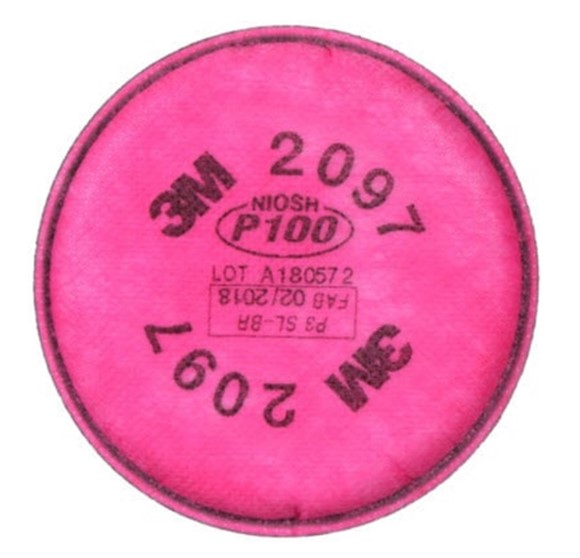 3M 2097
NIOSH
P100
LOT A180572
FAB 02/2018
P3 SL-BR
3M 2097